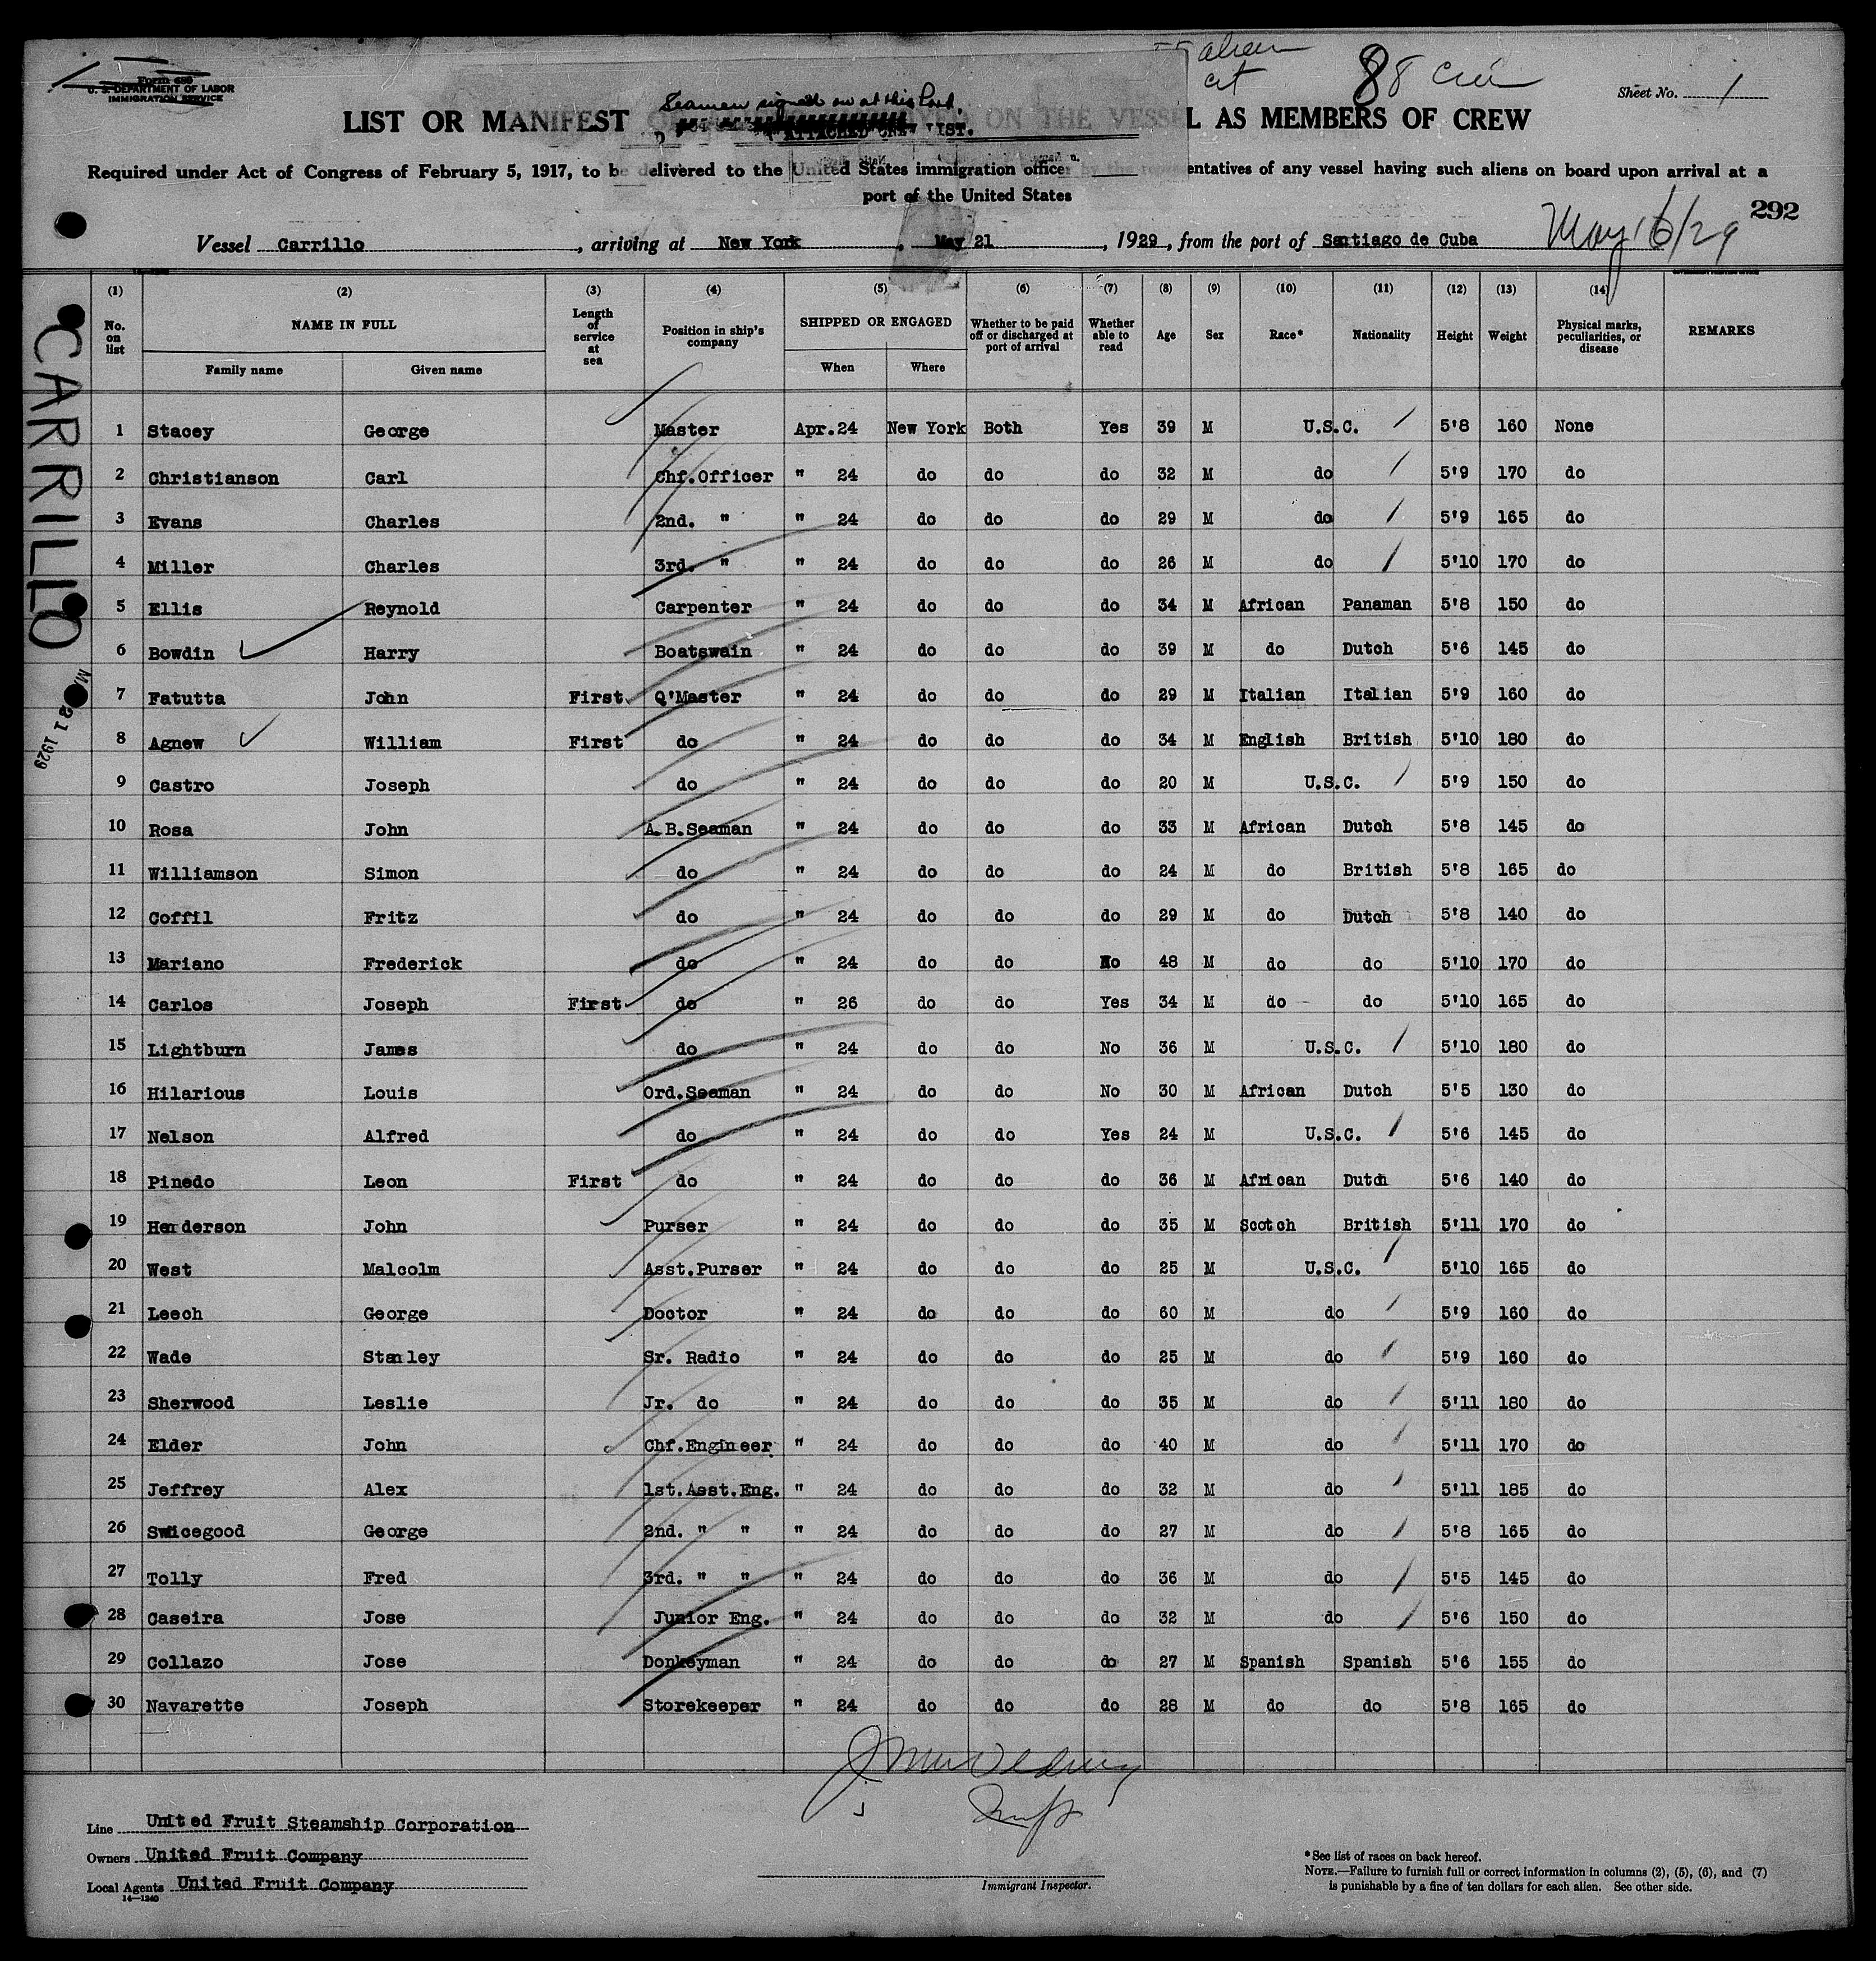 Form 680
U. S. DEPARTMENT OF LABOR
IMMIGRATION SERVICE
alien
cit
88 crew
Sheet No. 1
Seamen signed on at this Port.
LIST OR MANIFEST ATTACHED CREW LIST. ON THE VESSEL AS MEMBERS OF CREW
Required under Act of Congress of February 5, 1917, to be delivered to the United States immigration officer by the representatives of any vessel having such aliens on board upon arrival at a
port of the United States
292
Vessel Carrillo, arriving at New York, May 21, 1929, from the port of Santiago de Cuba
May 16/29
CARRILLO
21 1929
(1) (2) (3) (4) (5) (6) (7) (8) (9) (10) (11) (12) (13) (14)
No. on list NAME IN FULL Family name Given name Length of service at sea Position in ship's company SHIPPED OR ENGAGED When Where Whether to be paid off or discharged at port of arrival Whether able to read Age Sex Race* Nationality Height Weight Physical marks, peculiarities, or disease REMARKS
1 Stacey George Master Apr.24 New York Both Yes 39 M U.S.C. 5'8 160 None
2 Christianson Carl Chf.Officer " 24 do do do 32 M do 5'9 170 do
3 Evans Charles 2nd. " " 24 do do do 29 M do 5'9 165 do
4 Miller Charles 3rd. " " 24 do do do 26 M do 5'10 170 do
5 Ellis Reynold Carpenter " 24 do do do 34 M African Panaman 5'8 150 do
6 Bowdin Harry Boatswain " 24 do do do 39 M do Dutch 5'6 145 do
7 Fatutta John First Q'Master " 24 do do do 29 M Italian Italian 5'9 160 do
8 Agnew William First do " 24 do do do 34 M English British 5'10 180 do
9 Castro Joseph do " 24 do do do 20 M U.S.C. 5'9 150 do
10 Rosa John A.B.Seaman " 24 do do do 33 M African Dutch 5'8 145 do
11 Williamson Simon do " 24 do do do 24 M do British 5'8 165 do
12 Coffil Fritz do " 24 do do do 29 M do Dutch 5'8 140 do
13 Mariano Frederick do " 24 do do No 48 M do do 5'10 170 do
14 Carlos Joseph First do " 26 do do Yes 34 M do do 5'10 165 do
15 Lightburn James do " 24 do do No 36 M U.S.C. 5'10 180 do
16 Hilarious Louis Ord.Seaman " 24 do do No 30 M African Dutch 5'5 130 do
17 Nelson Alfred do " 24 do do Yes 24 M U.S.C. 5'6 145 do
18 Pinedo Leon First do " 24 do do do 36 M African Dutch 5'6 140 do
19 Henderson John Purser " 24 do do do 35 M Scotch British 5'11 170 do
20 West Malcolm Asst.Purser " 24 do do do 25 M U.S.C. 5'10 165 do
21 Leech George Doctor " 24 do do do 60 M do 5'9 160 do
22 Wade Stanley Sr. Radio " 24 do do do 25 M do 5'9 160 do
23 Sherwood Leslie Jr. do " 24 do do do 35 M do 5'11 180 do
24 Elder John Chf.Engineer " 24 do do do 40 M do 5'11 170 do
25 Jeffrey Alex 1st.Asst.Eng. " 24 do do do 32 M do 5'11 185 do
26 Swicegood George 2nd. " " " 24 do do do 27 M do 5'8 165 do
27 Tolly Fred 3rd. " " " 24 do do do 36 M do 5'5 145 do
28 Caseira Jose Junior Eng. " 24 do do do 32 M do 5'6 150 do
29 Collazo Jose Donkeyman " 24 do do do 27 M Spanish Spanish 5'6 155 do
30 Navarette Joseph Storekeeper " 24 do do do 28 M do do 5'8 165 do
Line United Fruit Steamship Corporation
Owners United Fruit Company
Local Agents United Fruit Company
14—1240
Immigrant Inspector.
*See list of races on back hereof.
NOTE.—Failure to furnish full or correct information in columns (2), (5), (6), and (7)
is punishable by a fine of ten dollars for each alien. See other side.